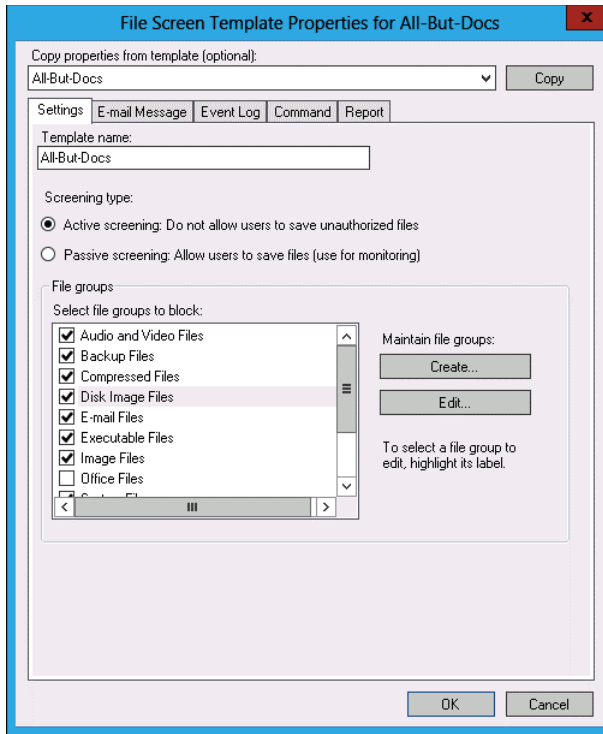 File Screen Template Properties for All-But-Docs
x
Copy properties from template (optional):
All-But-Docs
Copy
Settings
E-mail Message
Event Log
Command
Report
Template name:
All-But-Docs
Screening type:
Active screening: Do not allow users to save unauthorized files
Passive screening: Allow users to save files (use for monitoring)
File groups
Select file groups to block:
Audio and Video Files
Backup Files
Compressed Files
Disk Image Files
E-mail Files
Executable Files
Image Files
Office Files
Maintain file groups:
Create...
Edit...
To select a file group to
edit, highlight its label.
OK
Cancel